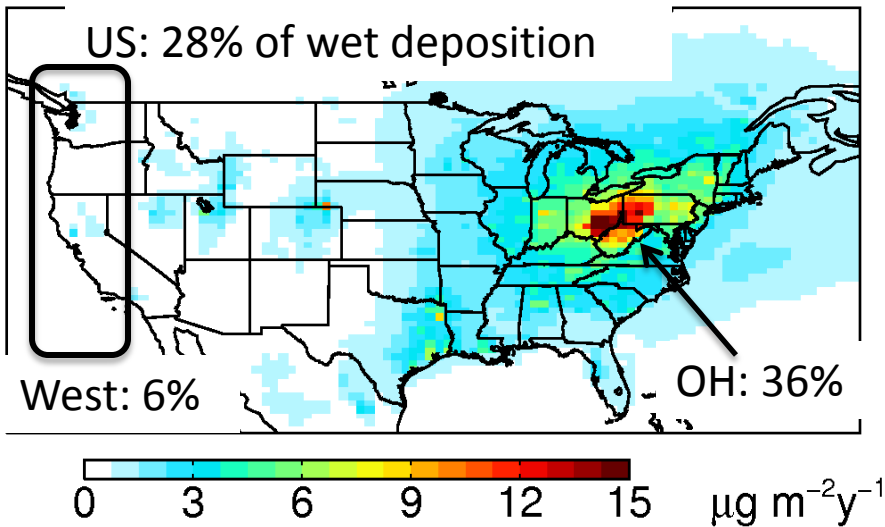 US: 28% of wet deposition
West: 6%
OH: 36%
0 3 6 9 12 15 µg m⁻²y⁻¹